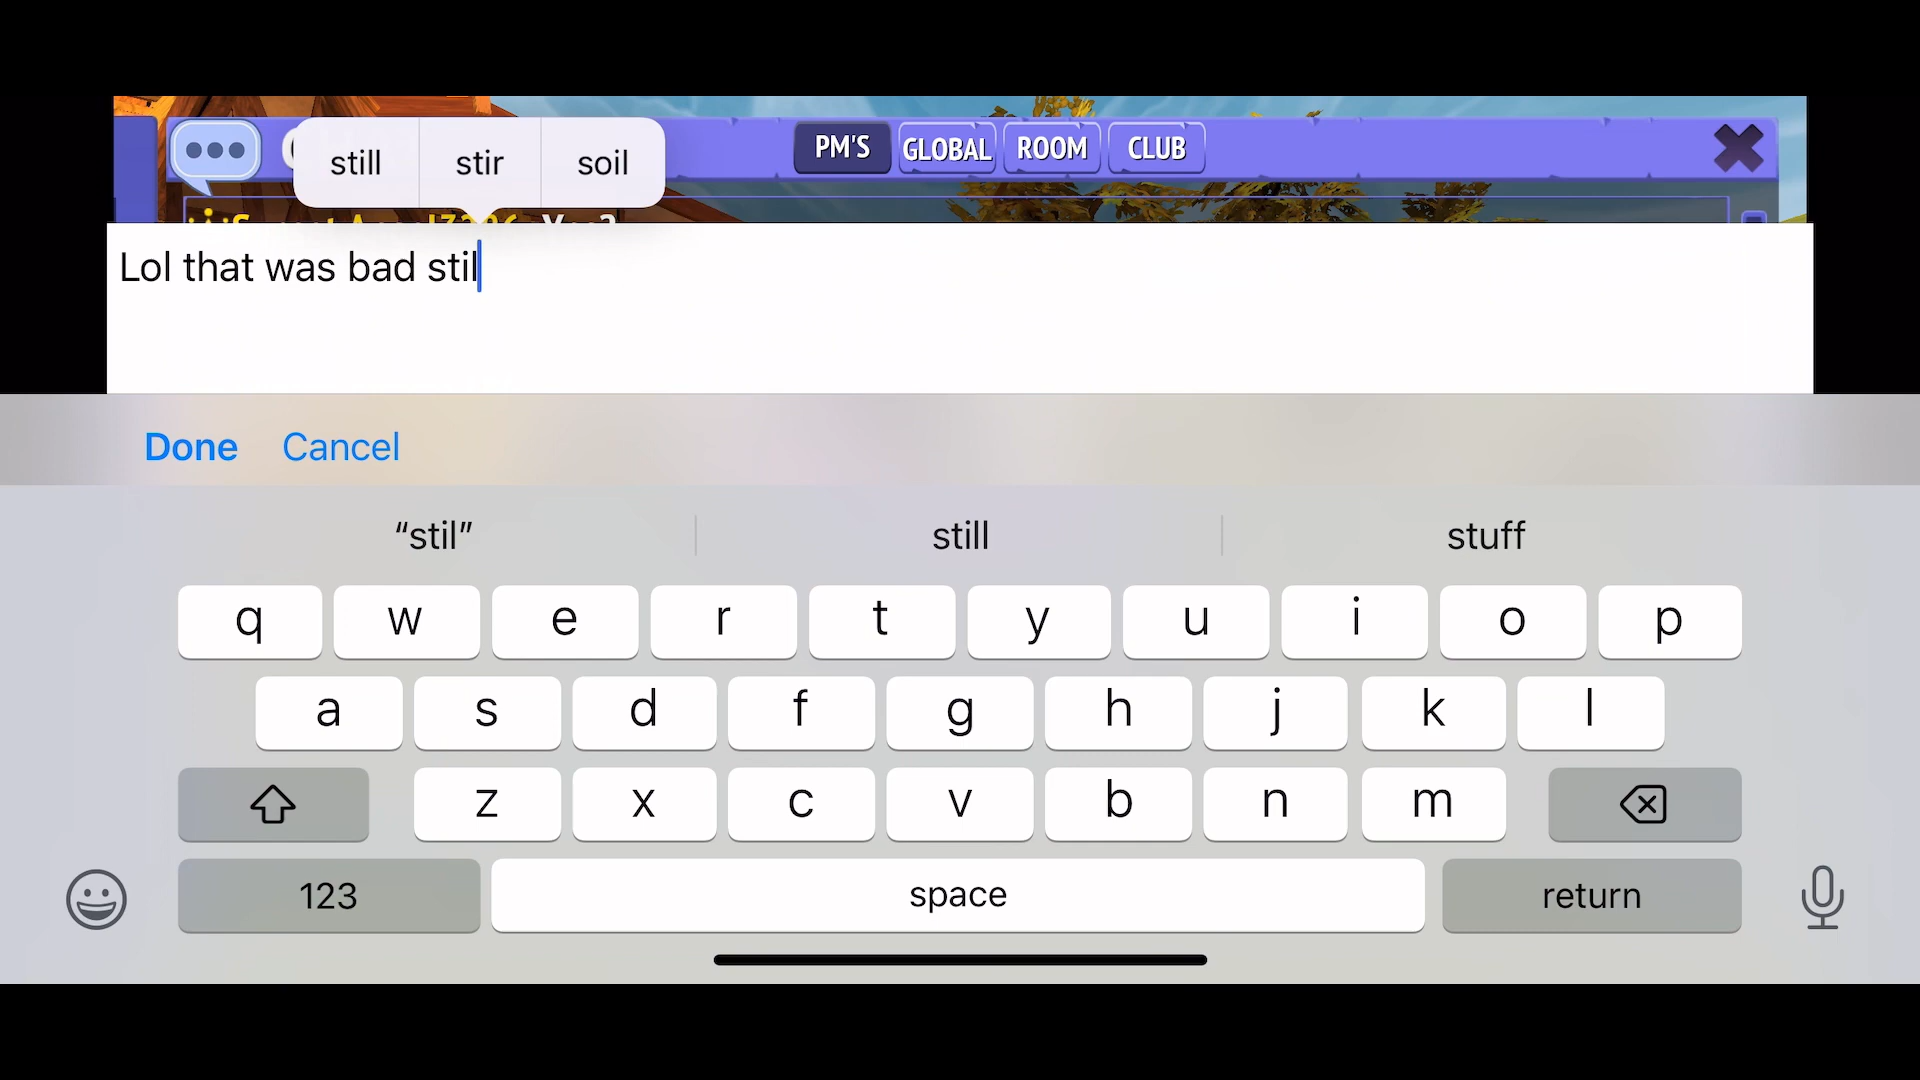 still stir soil
PM'S GLOBAL ROOM CLUB
Lol that was bad stil
Done Cancel
“stil” still stuff
q w e r t y u i o p
a s d f g h j k l
z x c v b n m
123 space return